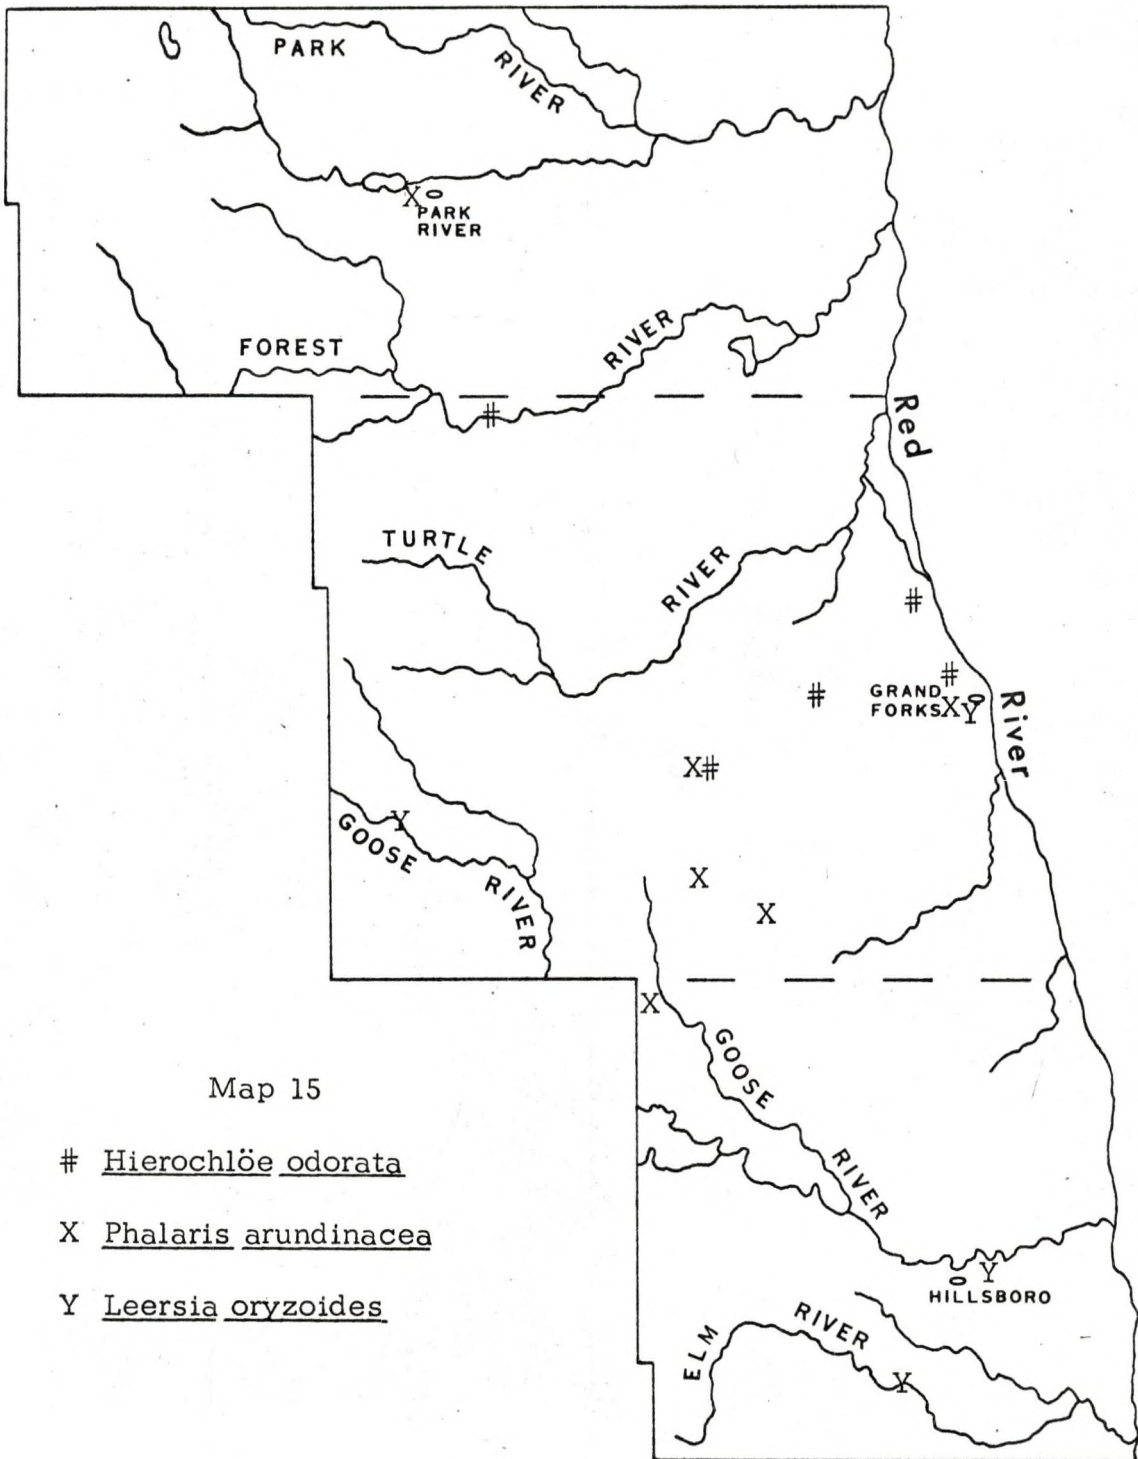 PARK
RIVER
X
PARK
RIVER
FOREST
RIVER
#
Red
TURTLE
RIVER
#
#
#
GRAND
FORKS XY
River
X#
Y
GOOSE
RIVER
X
X
X
GOOSE
RIVER
Y
HILLSBORO
ELM
RIVER
Y
Map 15
# Hierochlöe odorata
X Phalaris arundinacea
Y Leersia oryzoides